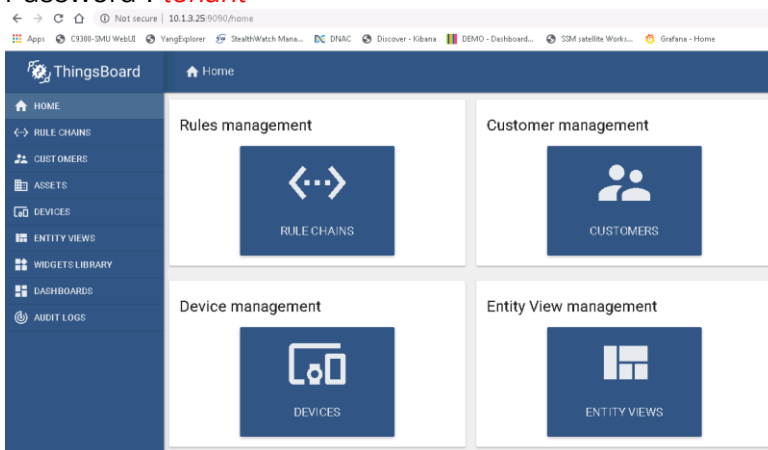 Password : tenant
Not secure | 10.1.3.25:9090/home
Apps C9300-SMU WebUI YangExplorer StealthWatch Mana... DNAC Discover - Kibana DEMO - Dashboard... SSM satellite Works... Grafana - Home
ThingsBoard
Home
HOME
RULE CHAINS
CUSTOMERS
ASSETS
DEVICES
ENTITY VIEWS
WIDGETS LIBRARY
DASHBOARDS
AUDIT LOGS
Rules management
RULE CHAINS
Customer management
CUSTOMERS
Device management
DEVICES
Entity View management
ENTITY VIEWS